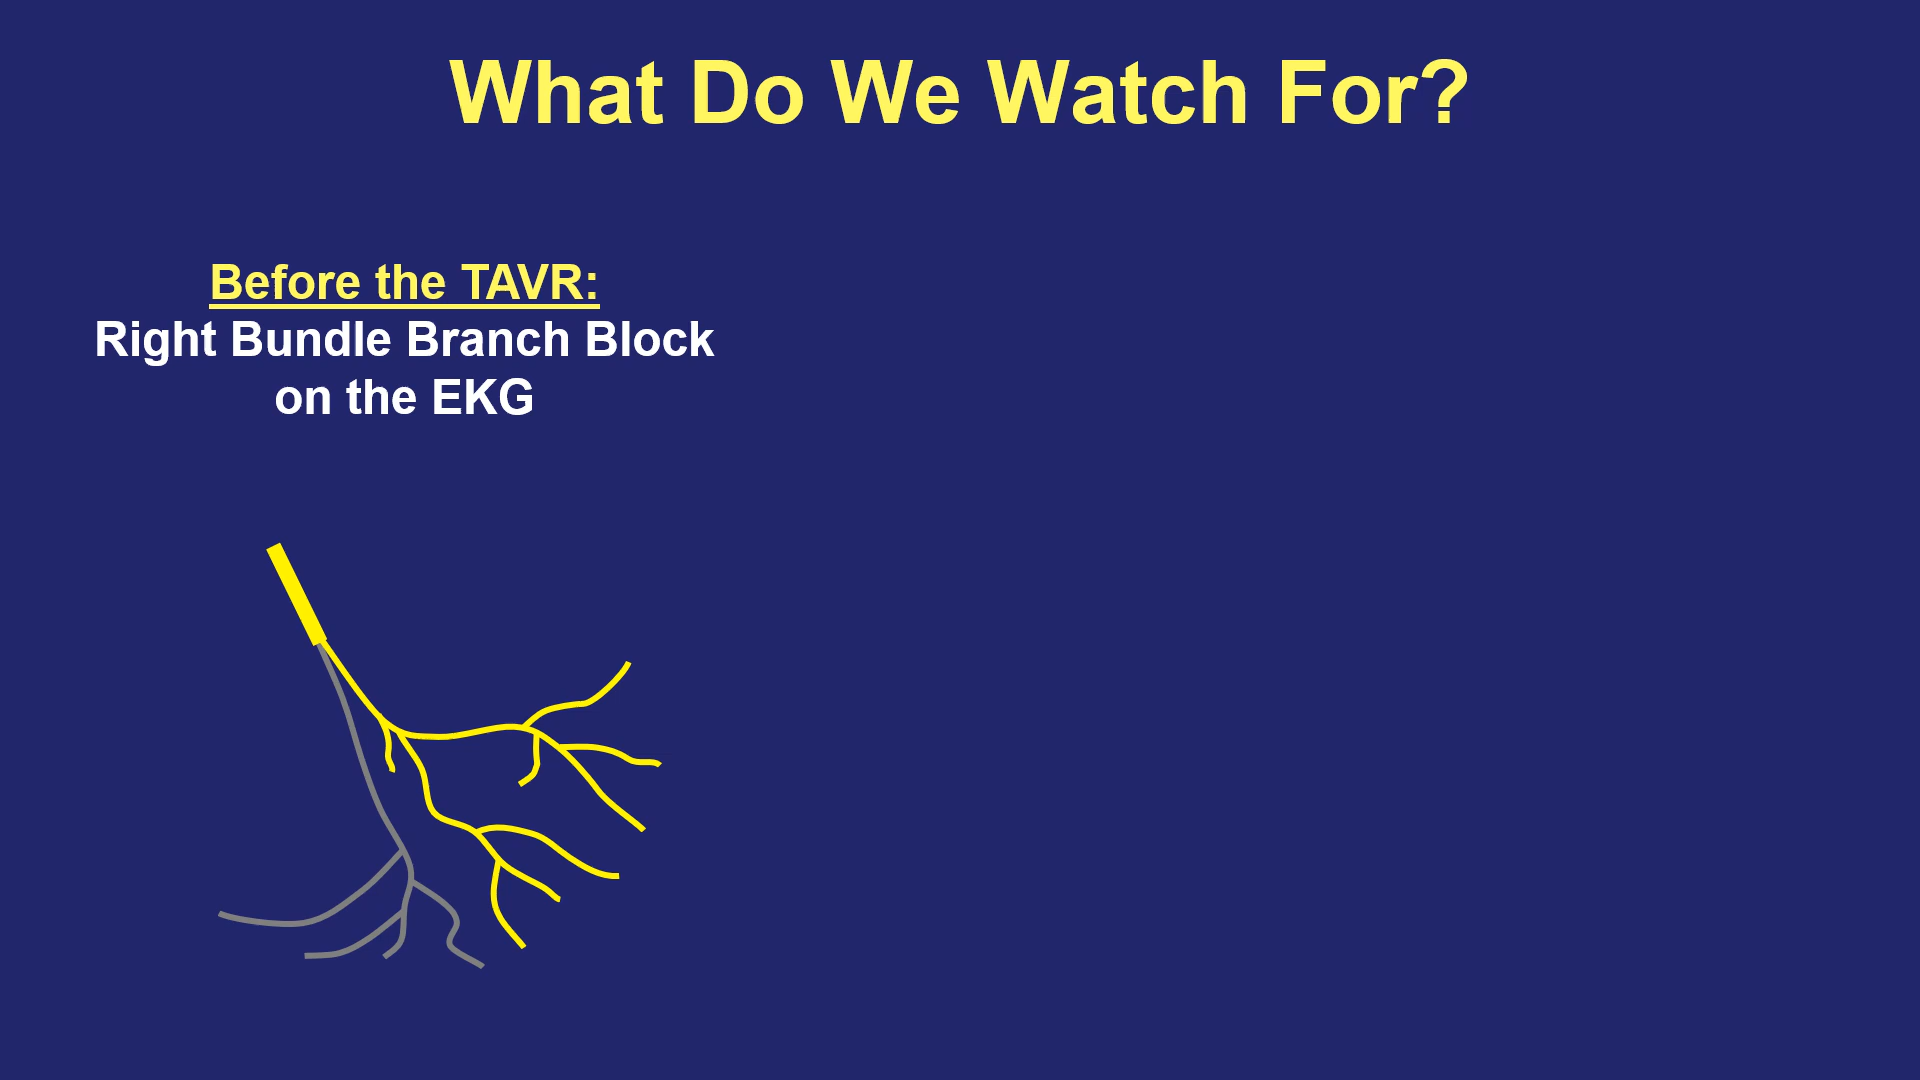 What Do We Watch For?
Before the TAVR:
Right Bundle Branch Block
on the EKG